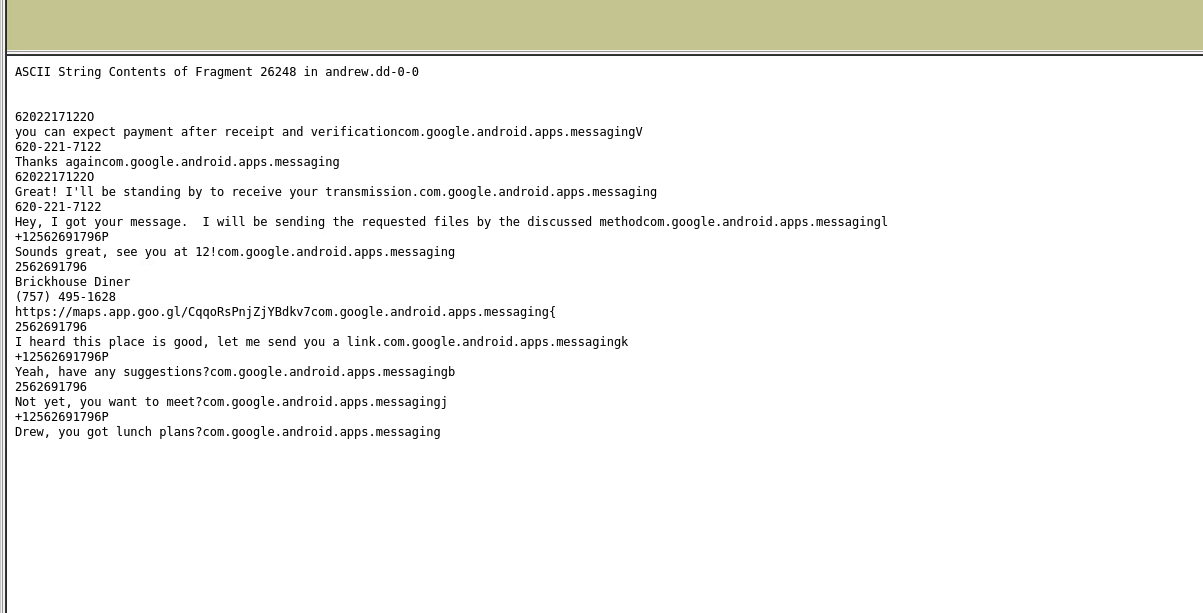 ASCII String Contents of Fragment 26248 in andrew.dd-0-0
6202217122O
you can expect payment after receipt and verificationcom.google.android.apps.messagingV
620-221-7122
Thanks againcom.google.android.apps.messaging
6202217122O
Great! I'll be standing by to receive your transmission.com.google.android.apps.messaging
620-221-7122
Hey, I got your message.  I will be sending the requested files by the discussed methodcom.google.android.apps.messagingl
+12562691796P
Sounds great, see you at 12!com.google.android.apps.messaging
2562691796
Brickhouse Diner
(757) 495-1628
https://maps.app.goo.gl/CqqoRsPnjZjYBdkv7com.google.android.apps.messaging{
2562691796
I heard this place is good, let me send you a link.com.google.android.apps.messagingk
+12562691796P
Yeah, have any suggestions?com.google.android.apps.messagingb
2562691796
Not yet, you want to meet?com.google.android.apps.messagingj
+12562691796P
Drew, you got lunch plans?com.google.android.apps.messaging